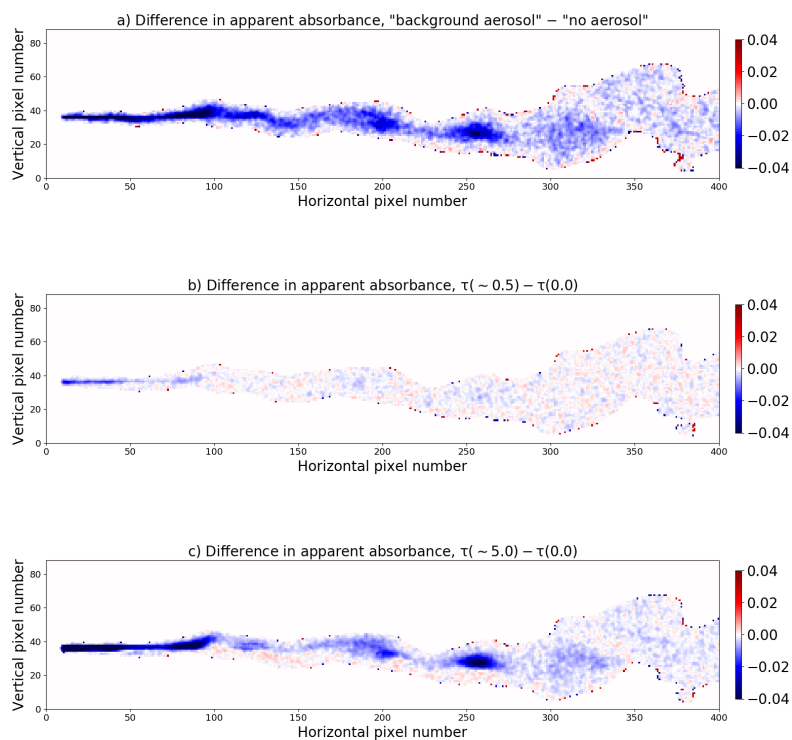 a) Difference in apparent absorbance, "background aerosol" − "no aerosol"
Vertical pixel number
80
60
40
20
0
0 50 100 150 200 250 300 350 400
Horizontal pixel number
0.04
0.02
0.00
−0.02
−0.04
b) Difference in apparent absorbance, τ(∼0.5) − τ(0.0)
Vertical pixel number
80
60
40
20
0
0 50 100 150 200 250 300 350 400
Horizontal pixel number
0.04
0.02
0.00
−0.02
−0.04
c) Difference in apparent absorbance, τ(∼5.0) − τ(0.0)
Vertical pixel number
80
60
40
20
0
0 50 100 150 200 250 300 350 400
Horizontal pixel number
0.04
0.02
0.00
−0.02
−0.04